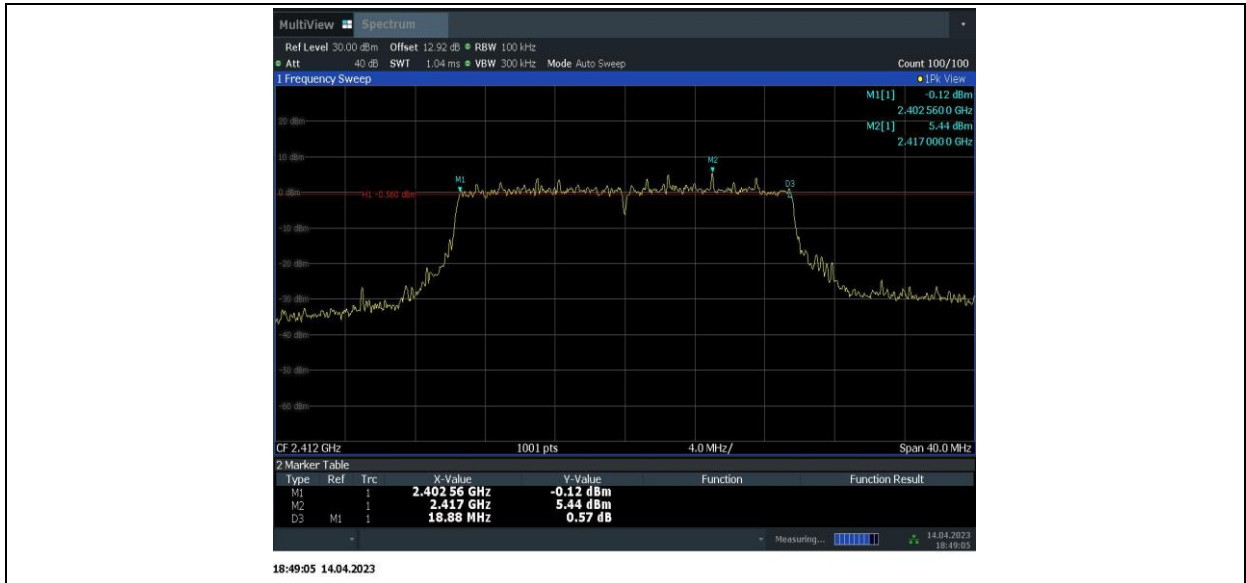 MultiView Spectrum
Ref Level 30.00 dBm Offset 12.92 dB RBW 100 kHz
Att 40 dB SWT 1.04 ms VBW 300 kHz Mode Auto Sweep Count 100/100
1 Frequency Sweep 1Pk View
M1[1] -0.12 dBm
2.402 560 0 GHz
20 dBm
M2[1] 5.44 dBm
2.417 000 0 GHz
10 dBm
M2
M1
D3
0 dBm
H1 -0.560 dBm
-10 dBm
-20 dBm
-30 dBm
-40 dBm
-50 dBm
-60 dBm
CF 2.412 GHz 1001 pts 4.0 MHz/ Span 40.0 MHz
2 Marker Table
Type Ref Trc X-Value Y-Value Function Function Result
M1 1 2.402 56 GHz -0.12 dBm
M2 1 2.417 GHz 5.44 dBm
D3 M1 1 18.88 MHz 0.57 dB
Measuring... 14.04.2023
18:49:05
18:49:05 14.04.2023